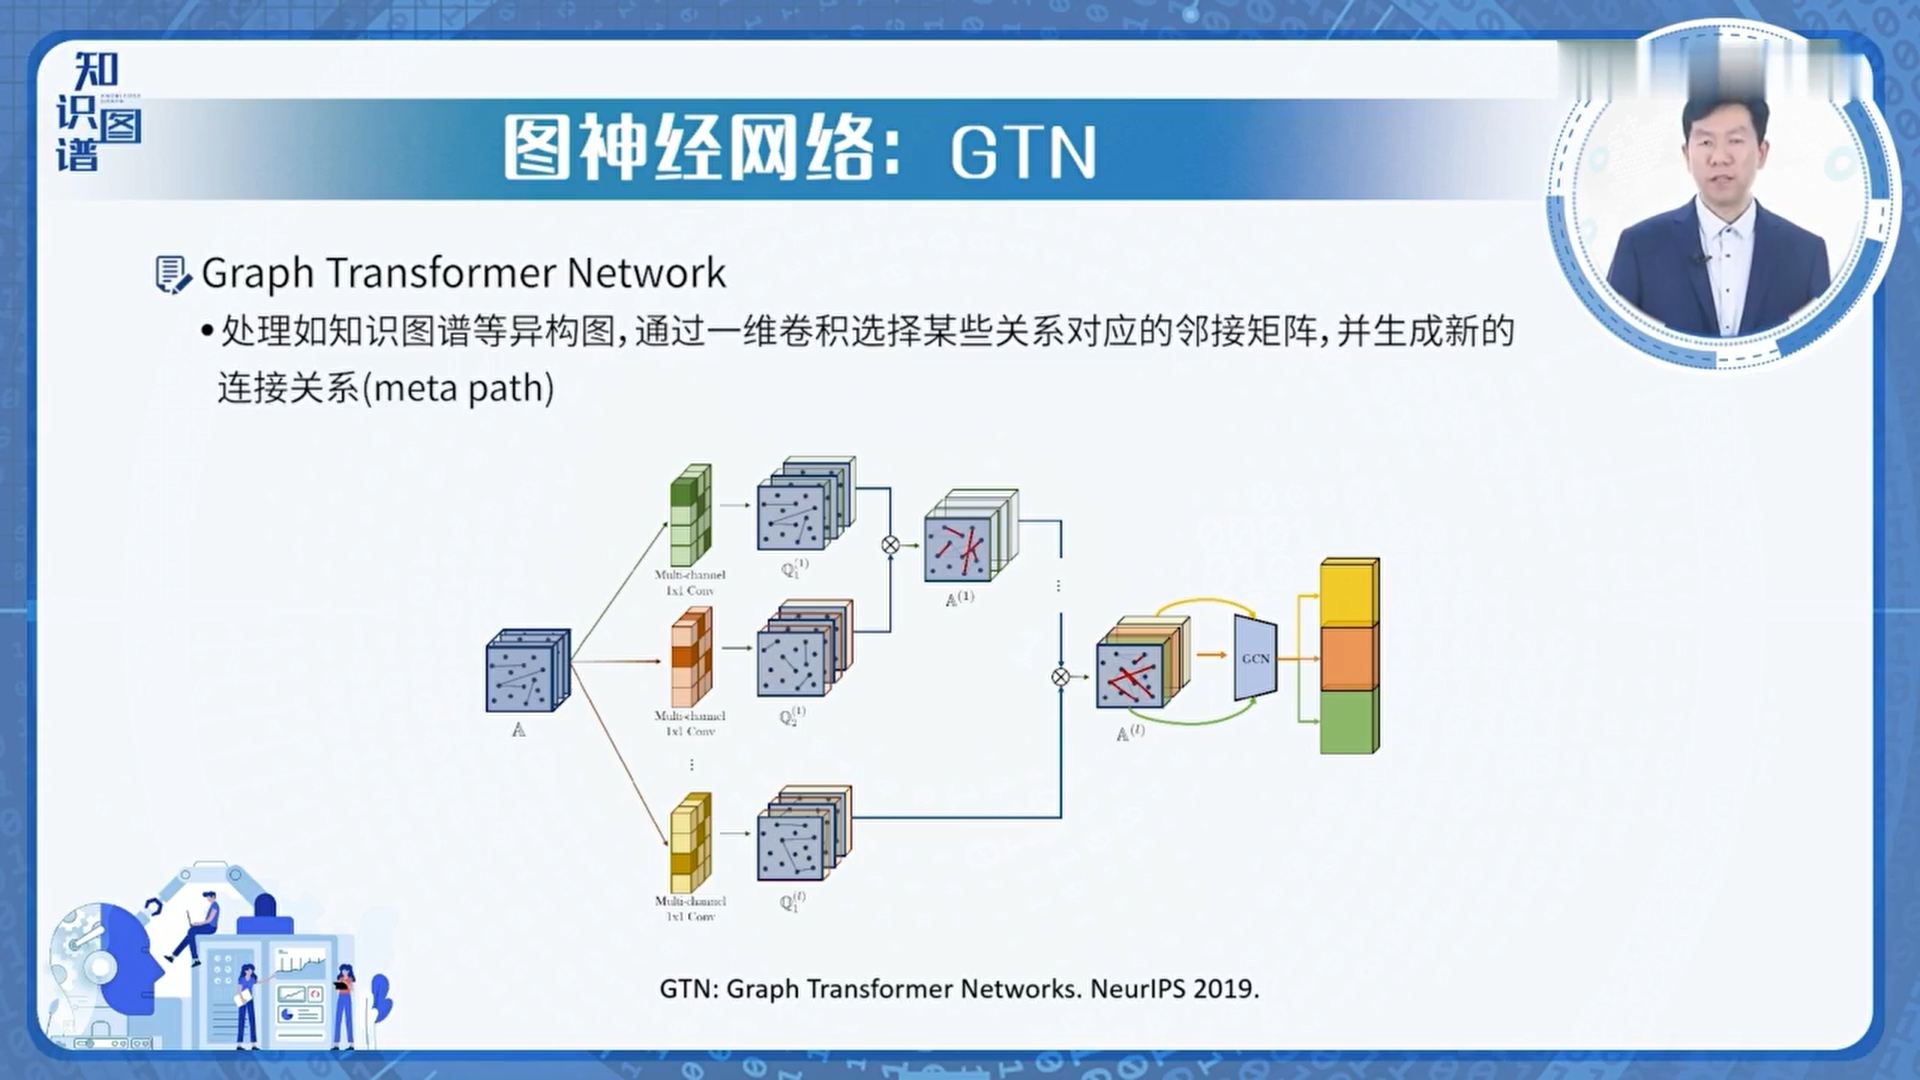 知识图谱
图神经网络：GTN
Graph Transformer Network
•处理如知识图谱等异构图,通过一维卷积选择某些关系对应的邻接矩阵,并生成新的
连接关系(meta path)
Multi-channel
1x1 Conv
ℚ₁⁽¹⁾
𝔸⁽¹⁾
⋮
𝔸
Multi-channel
1x1 Conv
ℚ₂⁽¹⁾
⋮
𝔸⁽ˡ⁾
GCN
Multi-channel
1x1 Conv
ℚ₁⁽ˡ⁾
GTN: Graph Transformer Networks. NeurIPS 2019.